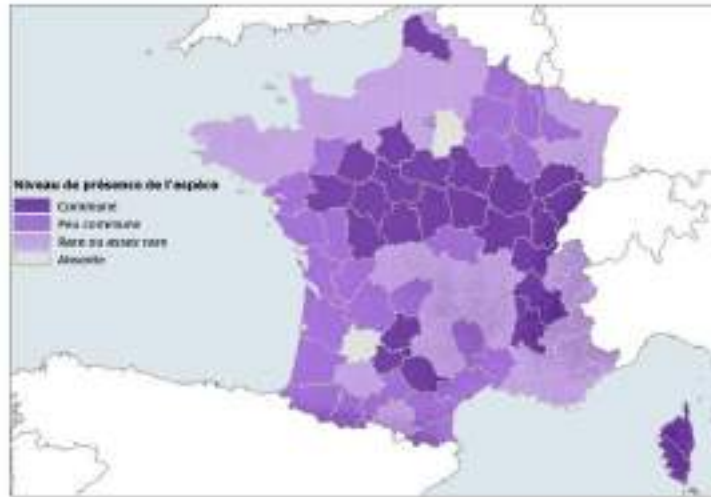 Niveau de présence de l'espèce
Commune
Peu commune
Rare ou assez rare
Absente